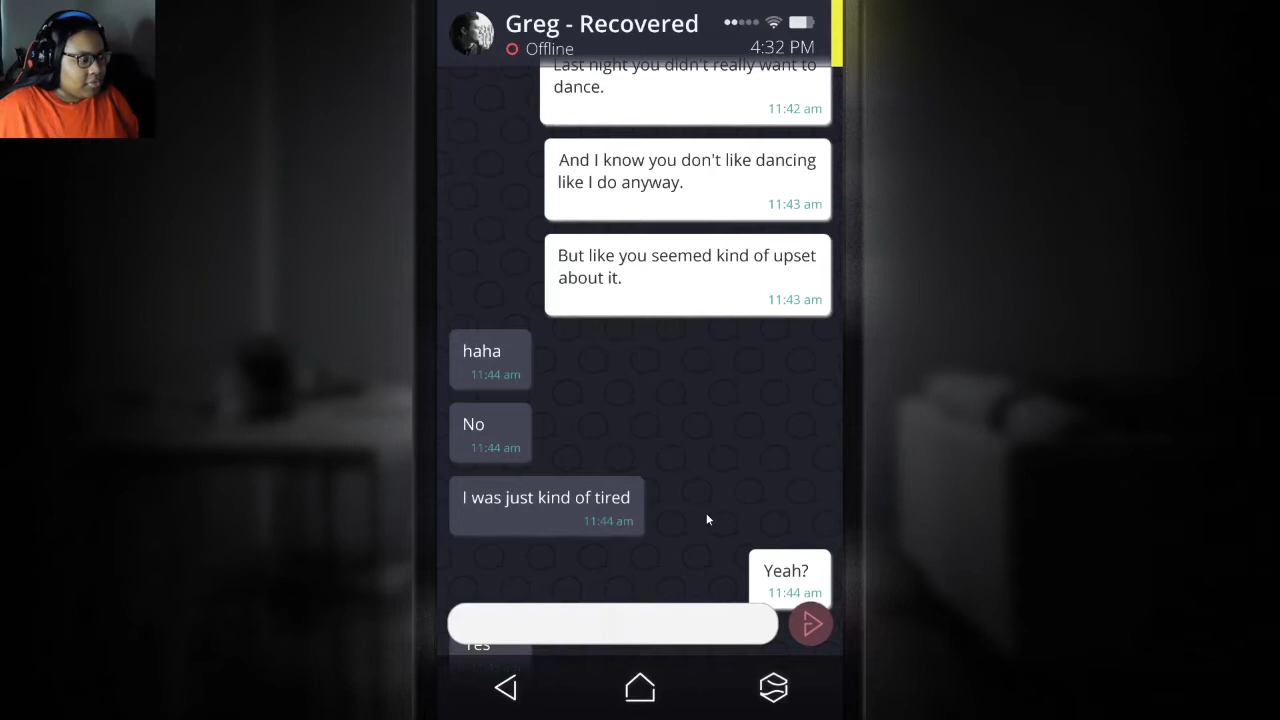 Greg - Recovered
Offline
4:32 PM
Last night you didn't really want to
dance.
11:42 am
And I know you don't like dancing
like I do anyway.
11:43 am
But like you seemed kind of upset
about it.
11:43 am
haha
11:44 am
No
11:44 am
I was just kind of tired
11:44 am
Yeah?
11:44 am
Yes